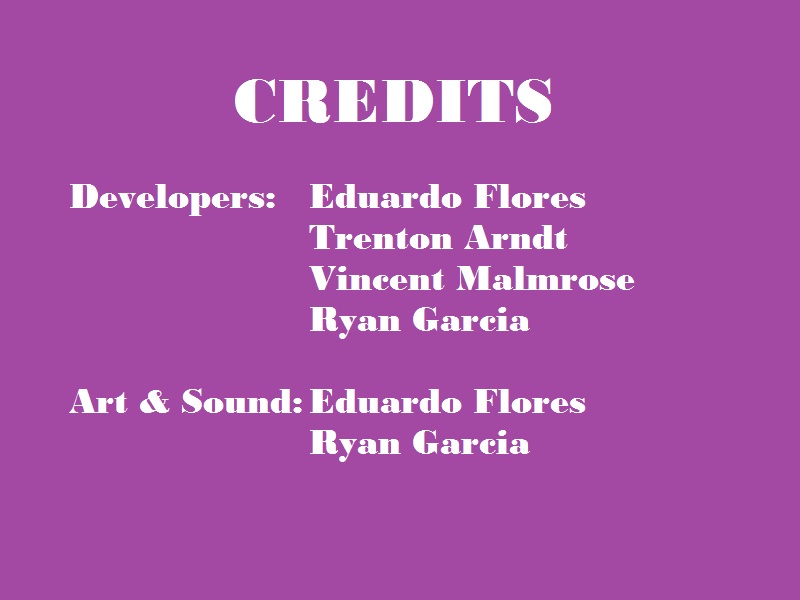 CREDITS
Developers: Eduardo Flores
Trenton Arndt
Vincent Malmrose
Ryan Garcia
Art & Sound: Eduardo Flores
Ryan Garcia